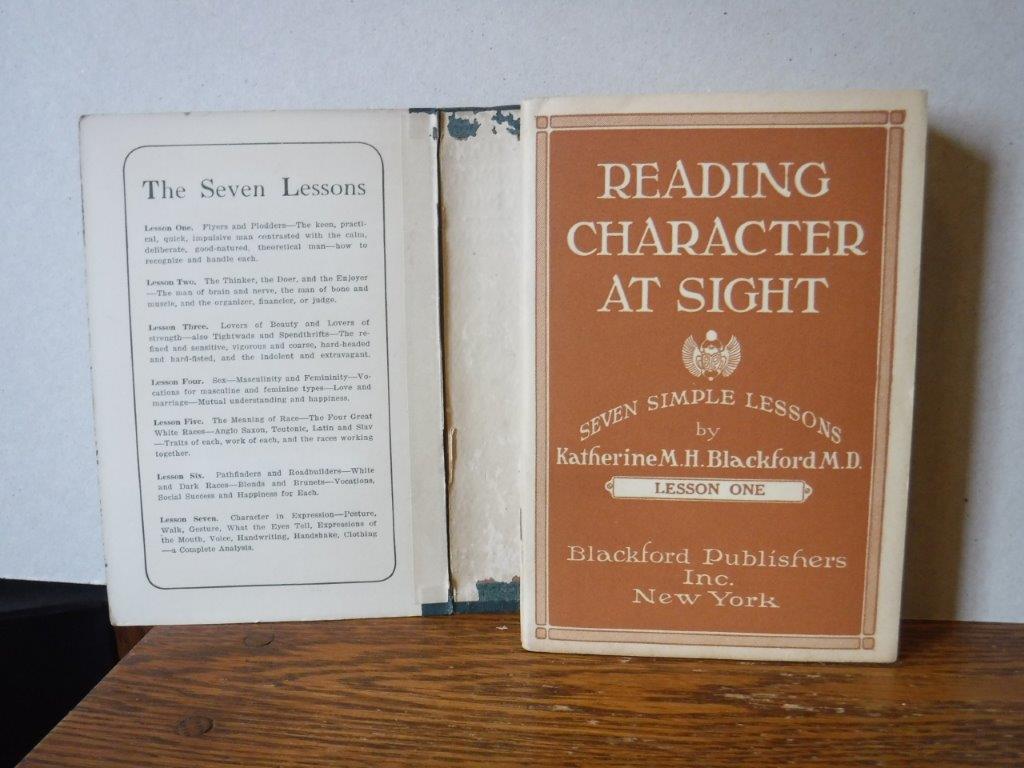 The Seven Lessons
Lesson One. Flyers and Plodders—The keen, practi-
cal, quick, impulsive man contrasted with the calm,
deliberate, good-natured, theoretical man—how to
recognize and handle each.
Lesson Two. The Thinker, the Doer, and the Enjoyer
—The man of brain and nerve, the man of bone and
muscle, and the organizer, financier, or judge.
Lesson Three. Lovers of Beauty and Lovers of
strength—also Tightwads and Spendthrifts—The re-
fined and sensitive, vigorous and coarse, hard-headed
and hard-fisted, and the indolent and extravagant.
Lesson Four. Sex—Masculinity and Femininity—Vo-
cations for masculine and feminine types—Love and
marriage—Mutual understanding and happiness.
Lesson Five. The Meaning of Race—The Four Great
White Races—Anglo Saxon, Teutonic, Latin and Slav
—Traits of each, work of each, and the races working
together.
Lesson Six. Pathfinders and Roadbuilders—White
and Dark Races—Blonds and Brunets—Vocations,
Social Success and Happiness for Each.
Lesson Seven. Character in Expression—Posture,
Walk, Gesture, What the Eyes Tell, Expressions of
the Mouth, Voice, Handwriting, Handshake, Clothing
—a Complete Analysis.
READING
CHARACTER
AT SIGHT
SEVEN SIMPLE LESSONS
by
Katherine M. H. Blackford M. D.
LESSON ONE
Blackford Publishers
Inc.
New York